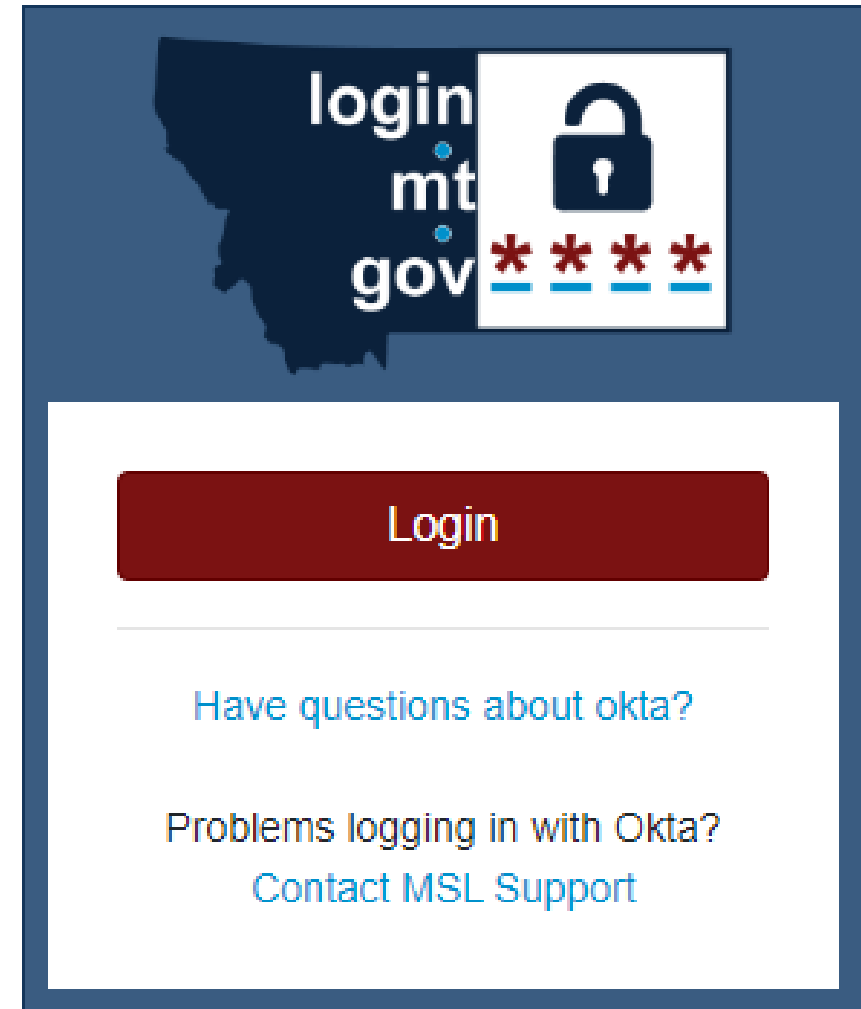 login
mt
gov
****
Login
Have questions about okta?
Problems logging in with Okta?
Contact MSL Support